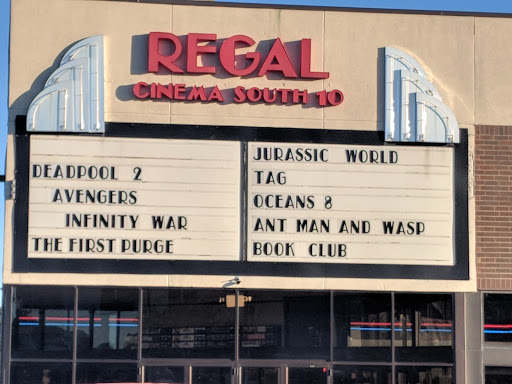 REGAL
CINEMA SOUTH 10
DEADPOOL 2
AVENGERS
INFINITY WAR
THE FIRST PURGE
JURASSIC WORLD
TAG
OCEANS 8
ANT MAN AND WASP
BOOK CLUB